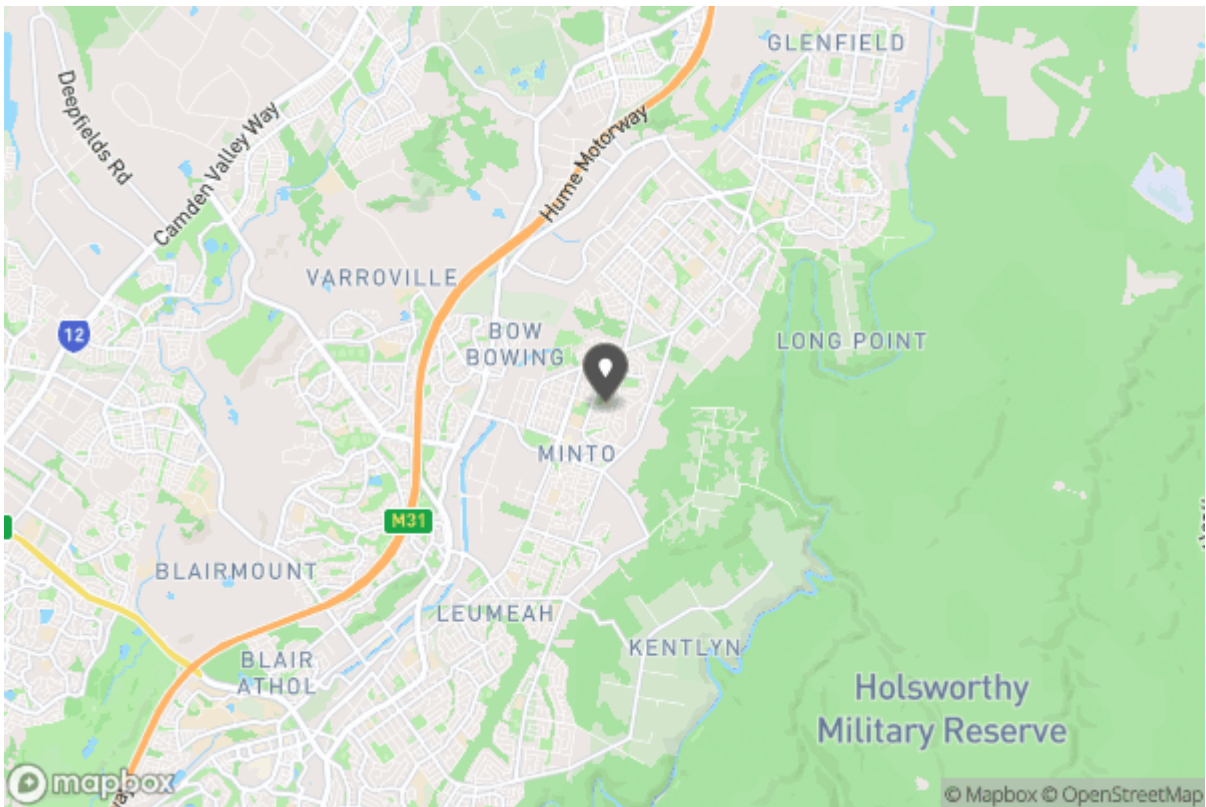 GLENFIELD
Deepfields Rd
Camden Valley Way
Hume Motorway
VARROVILLE
12
BOW
BOWING
LONG POINT
MINTO
M31
BLAIRMOUNT
LEUMEAH
KENTLYN
BLAIR
ATHOL
Holsworthy
Military Reserve
mapbox
© Mapbox © OpenStreetMap